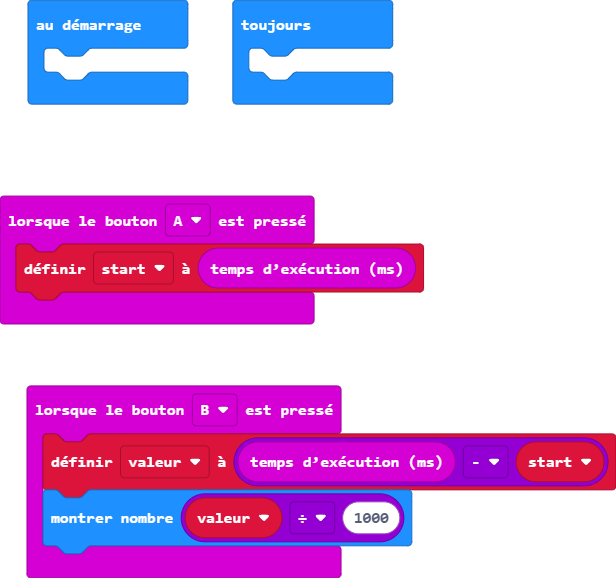 au démarrage
toujours
lorsque le bouton A est pressé
définir start à temps d’exécution (ms)
lorsque le bouton B est pressé
définir valeur à temps d’exécution (ms) - start
montrer nombre valeur ÷ 1000